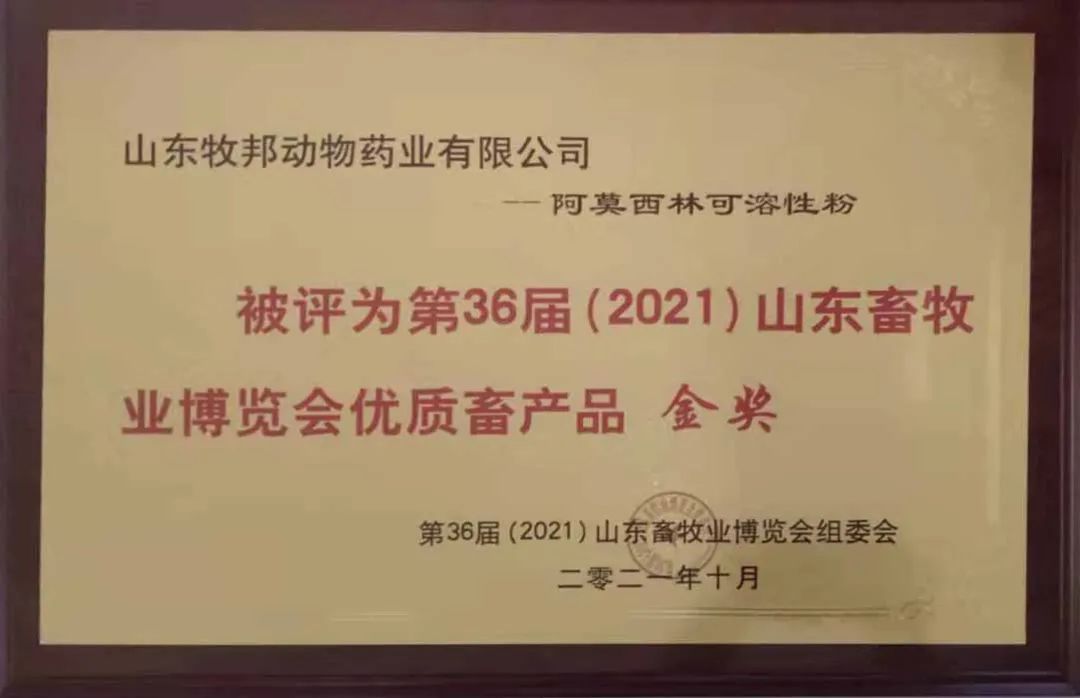 山东牧邦动物药业有限公司
--阿莫西林可溶性粉
被评为第36届(2021)山东畜牧
业博览会优质畜产品 金奖
第36届(2021)山东畜牧业博览会组委会
二零二一年十月